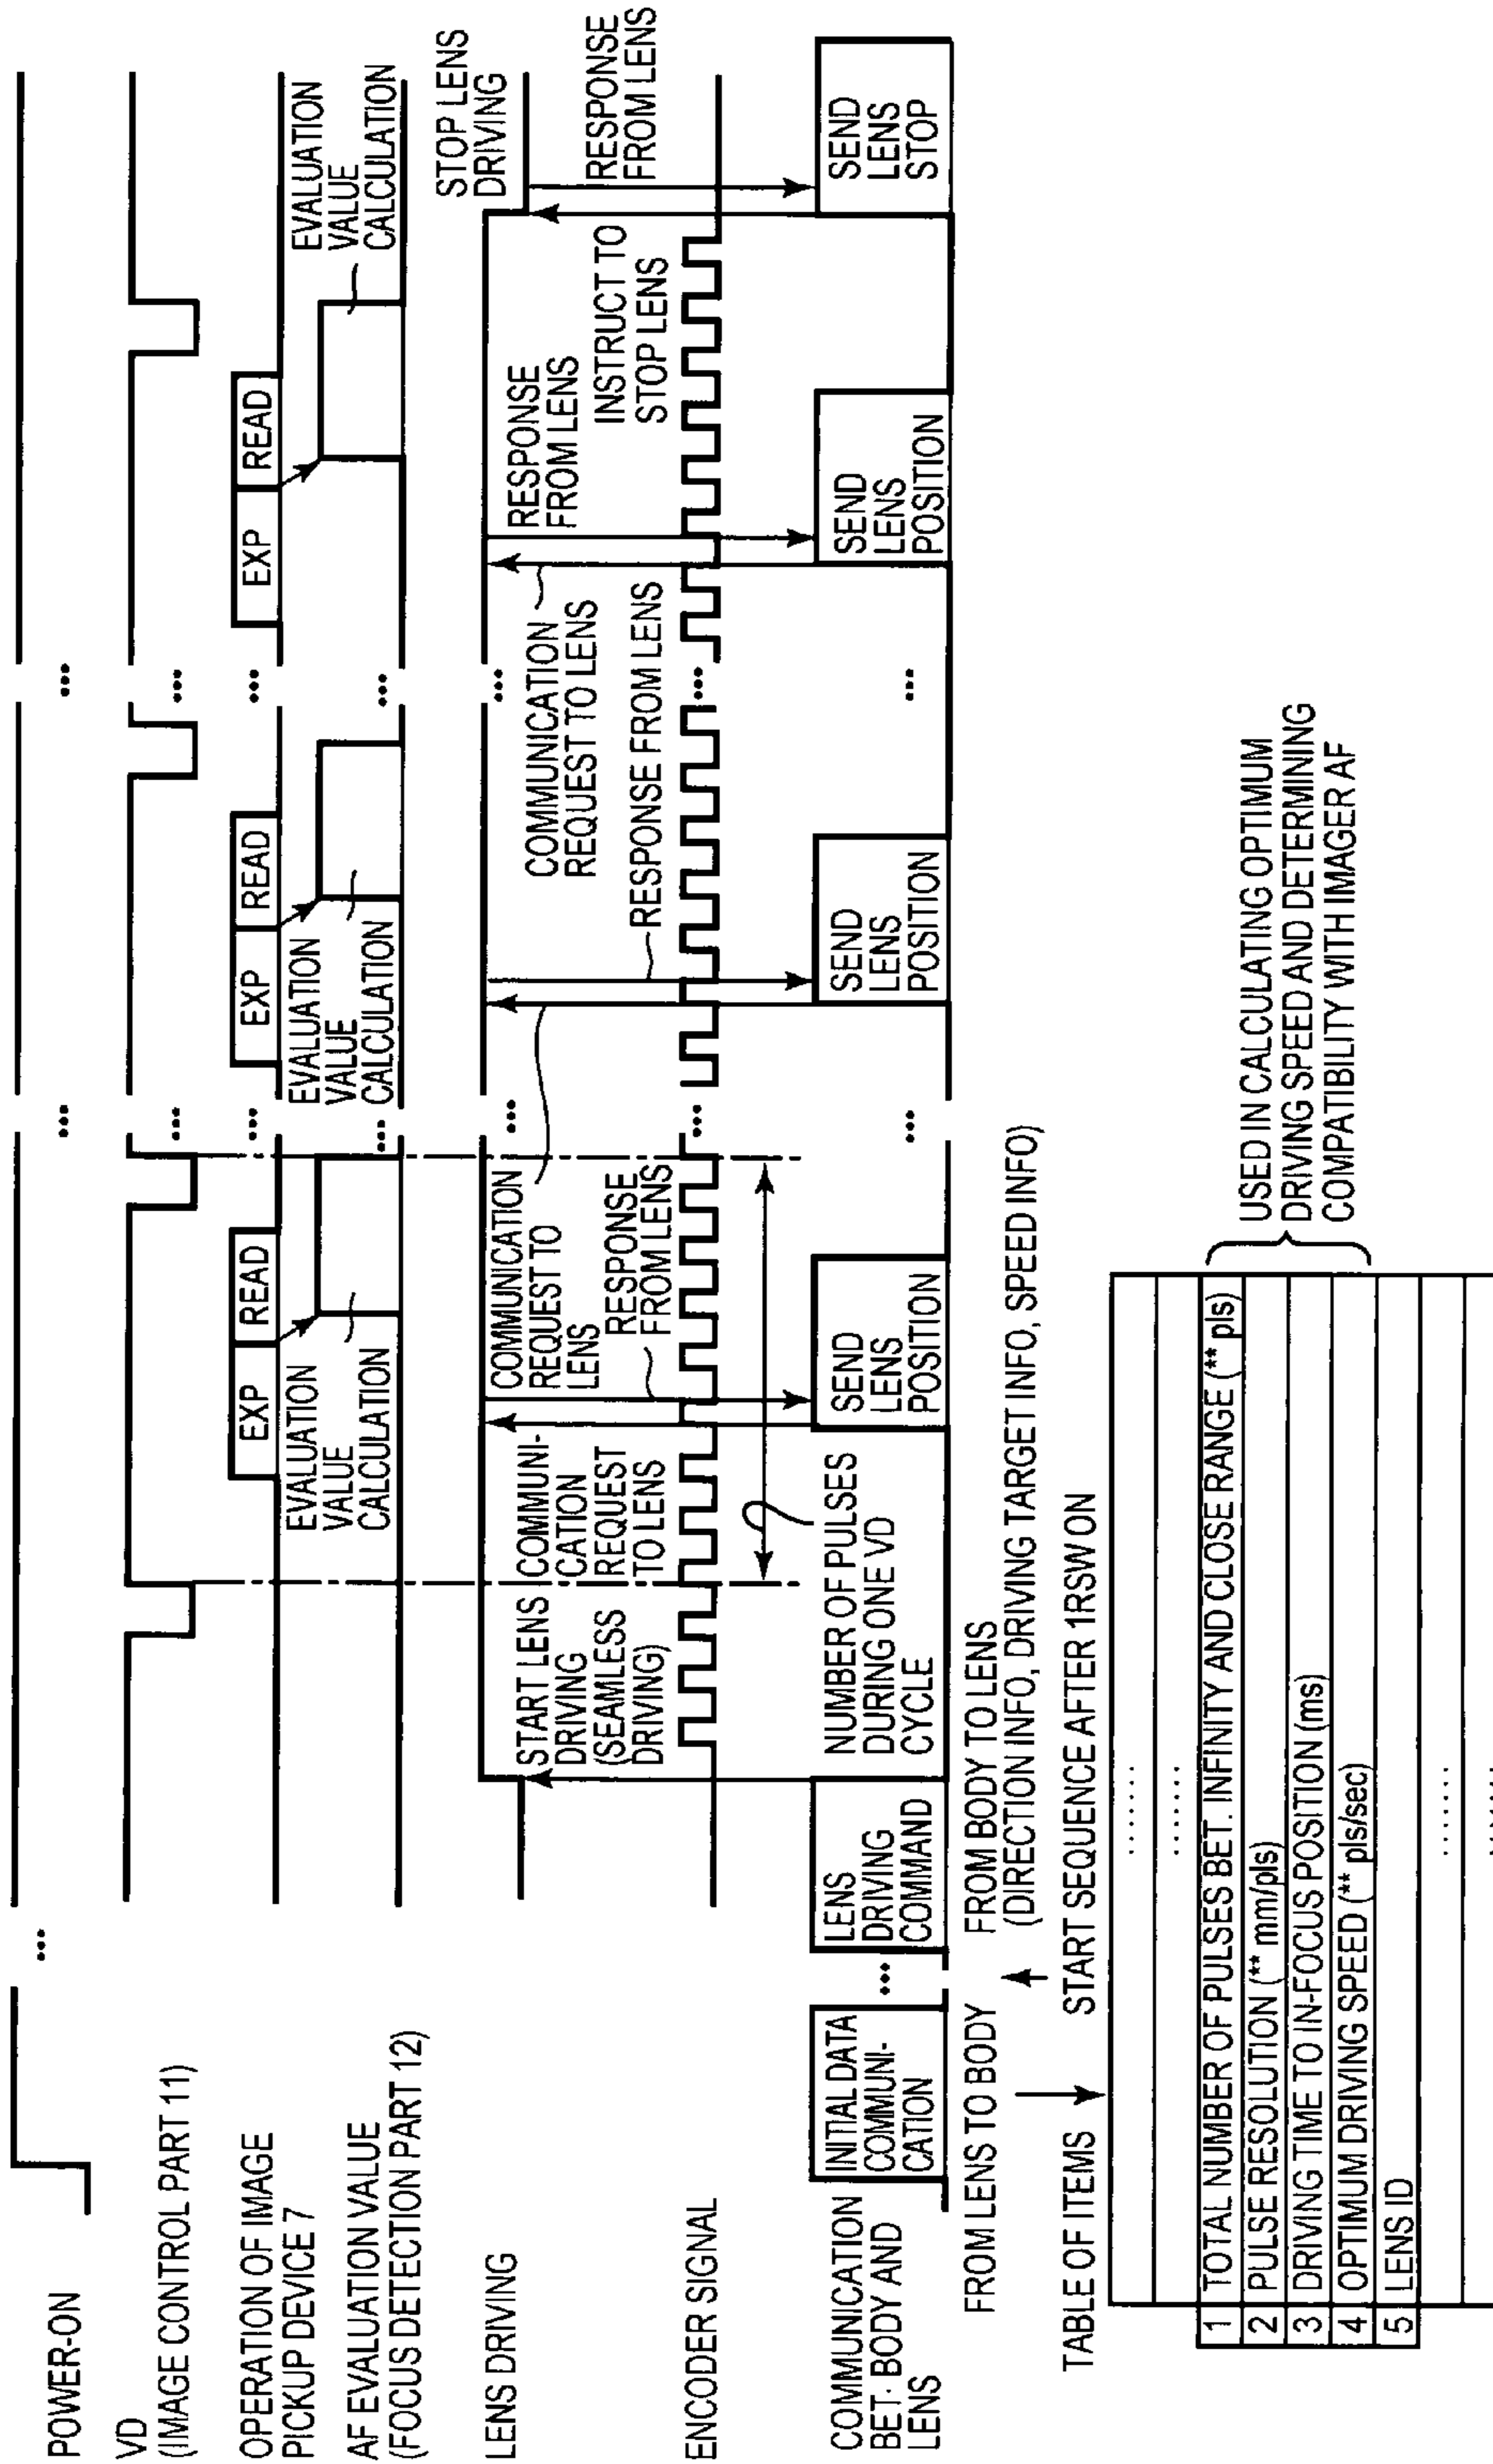 POWER-ON
...
...
...
VD
(IMAGE CONTROL PART 11)
...
...
OPERATION OF IMAGE
PICKUP DEVICE 7
EXP
READ
...
EXP
READ
...
EXP
READ
AF EVALUATION VALUE
(FOCUS DETECTION PART 12)
EVALUATION
VALUE
CALCULATION
...
EVALUATION
VALUE
CALCULATION
...
EVALUATION
VALUE
CALCULATION
LENS DRIVING
START LENS
DRIVING
(SEAMLESS
DRIVING)
COMMUNI-
CATION
REQUEST
TO LENS
COMMUNICATION
REQUEST TO
LENS
RESPONSE
FROM LENS
...
RESPONSE FROM LENS
COMMUNICATION
REQUEST TO LENS
...
RESPONSE
FROM LENS
INSTRUCT TO
STOP LENS
STOP LENS
DRIVING
RESPONSE
FROM LENS
ENCODER SIGNAL
...
...
NUMBER OF PULSES
DURING ONE VD
CYCLE
COMMUNICATION
BET. BODY AND
LENS
INITIAL DATA
COMMUNI-
CATION
...
LENS
DRIVING
COMMAND
SEND
LENS
POSITION
...
SEND
LENS
POSITION
...
SEND
LENS
POSITION
SEND
LENS
STOP
FROM LENS TO BODY
FROM BODY TO LENS
(DIRECTION INFO, DRIVING TARGET INFO, SPEED INFO)
TABLE OF ITEMS
START SEQUENCE AFTER 1RSW ON
.......
.......
1 TOTAL NUMBER OF PULSES BET. INFINITY AND CLOSE RANGE (** pls)
2 PULSE RESOLUTION (** mm/pls)
3 DRIVING TIME TO IN-FOCUS POSITION (ms)
4 OPTIMUM DRIVING SPEED (** pls/sec)
5 LENS ID
.......
.......
USED IN CALCULATING OPTIMUM
DRIVING SPEED AND DETERMINING
COMPATIBILITY WITH IMAGER AF